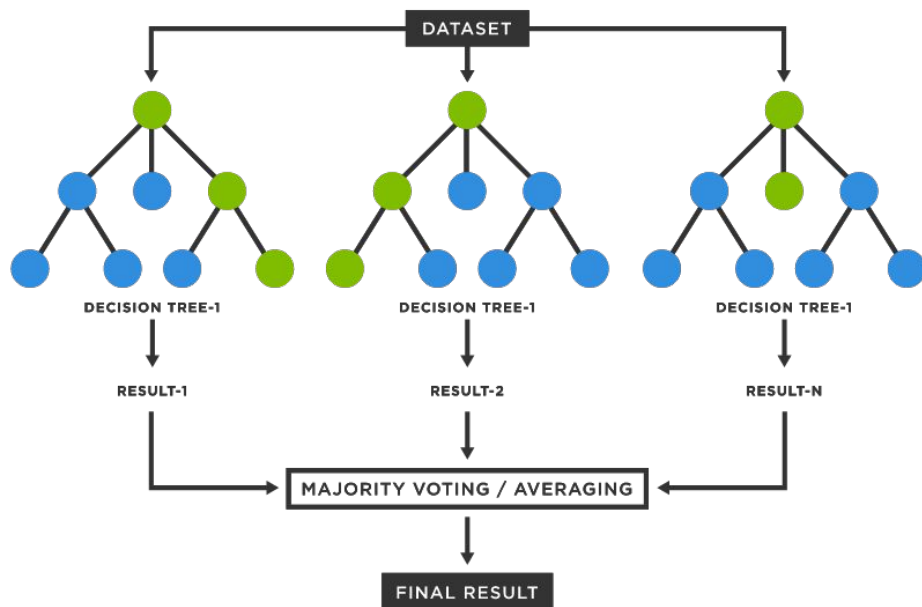 DATASET
DECISION TREE-1
DECISION TREE-1
DECISION TREE-1
RESULT-1
RESULT-2
RESULT-N
MAJORITY VOTING / AVERAGING
FINAL RESULT